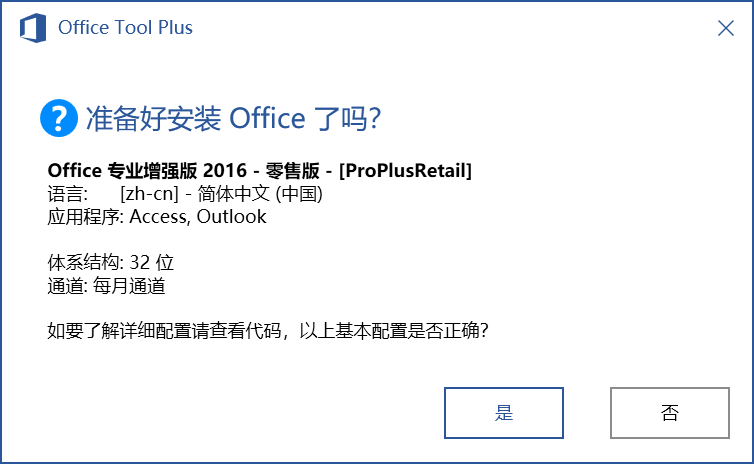 Office Tool Plus
准备好安装 Office 了吗?
Office 专业增强版 2016 - 零售版 - [ProPlusRetail]
语言: [zh-cn] - 简体中文 (中国)
应用程序: Access, Outlook
体系结构: 32 位
通道: 每月通道
如要了解详细配置请查看代码，以上基本配置是否正确?
是
否